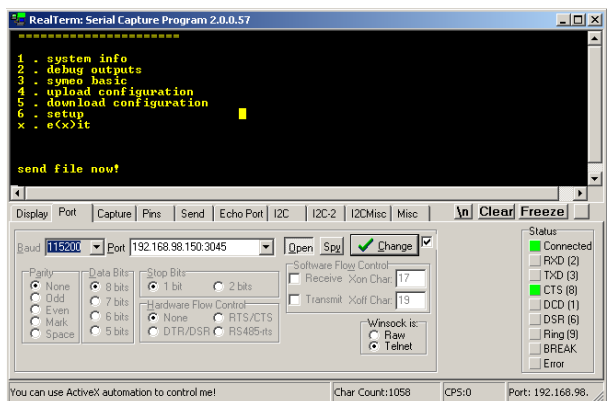 RealTerm: Serial Capture Program 2.0.0.57
========================
1 . system info
2 . debug outputs
3 . symeo basic
4 . upload configuration
5 . download configuration
6 . setup
x . e(x)it
send file now!
Display Port Capture Pins Send Echo Port I2C I2C-2 I2CMisc Misc \n Clear Freeze
Baud 115200 Port 192.168.98.150:3045 Open Spy Change
Parity
None
Odd
Even
Mark
Space
Data Bits
8 bits
7 bits
6 bits
5 bits
Stop Bits
1 bit 2 bits
Hardware Flow Control
None RTS/CTS
DTR/DSR RS485-rts
Software Flow Control
Receive Xon Char: 17
Transmit Xoff Char: 19
Winsock is:
Raw
Telnet
Status
Connected
RXD (2)
TXD (3)
CTS (8)
DCD (1)
DSR (6)
Ring (9)
BREAK
Error
You can use ActiveX automation to control me! Char Count:1058 CPS:0 Port: 192.168.98.